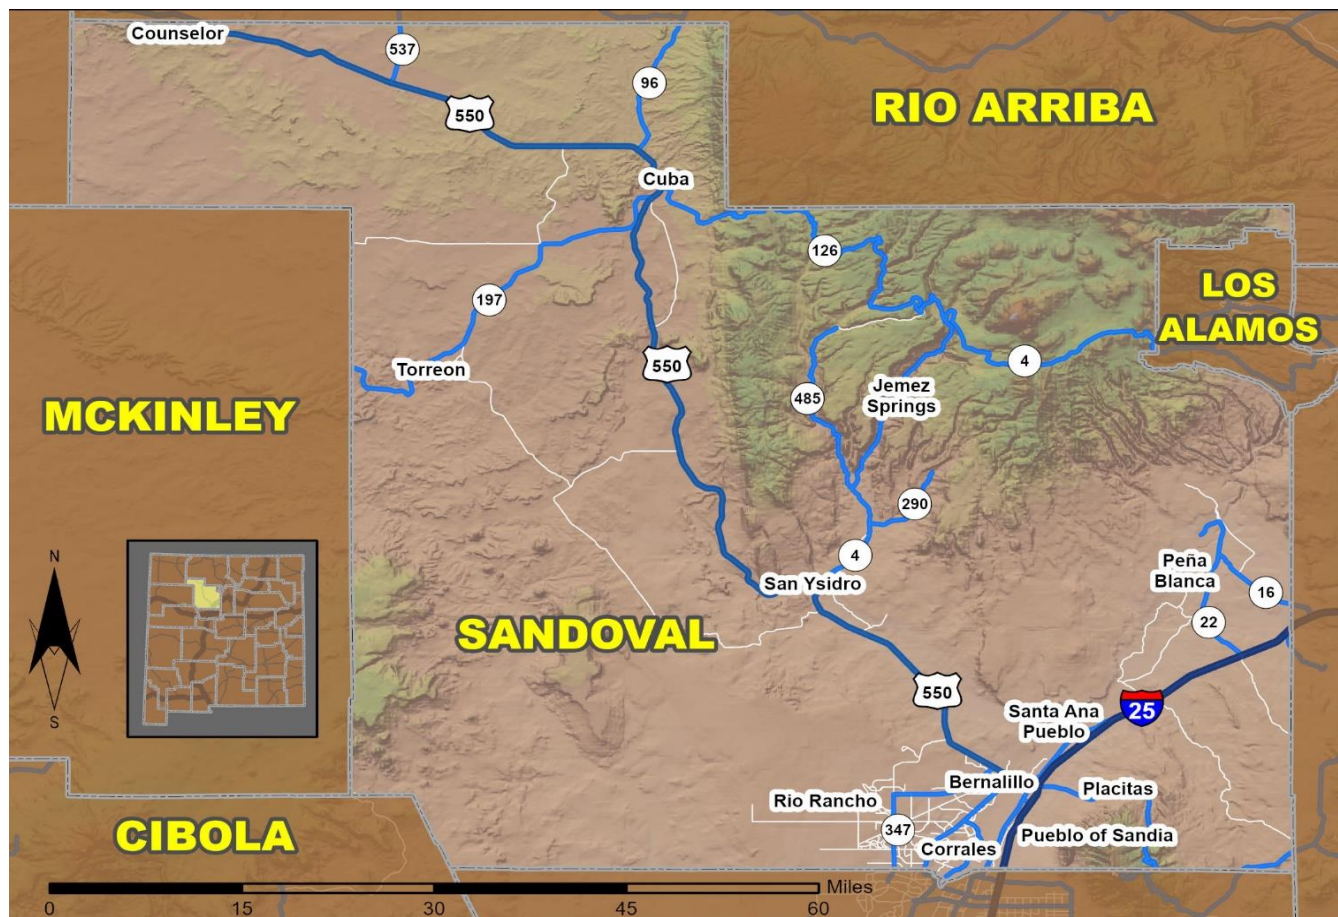 Counselor
537
96
550
RIO ARRIBA
Cuba
126
LOS
ALAMOS
197
Torreon
550
4
MCKINLEY
485
Jemez
Springs
290
4
Peña
Blanca
16
San Ysidro
22
SANDOVAL
N
S
550
25
Santa Ana
Pueblo
Bernalillo
Placitas
Rio Rancho
347
Pueblo of Sandia
Corrales
CIBOLA
Miles
0
15
30
45
60